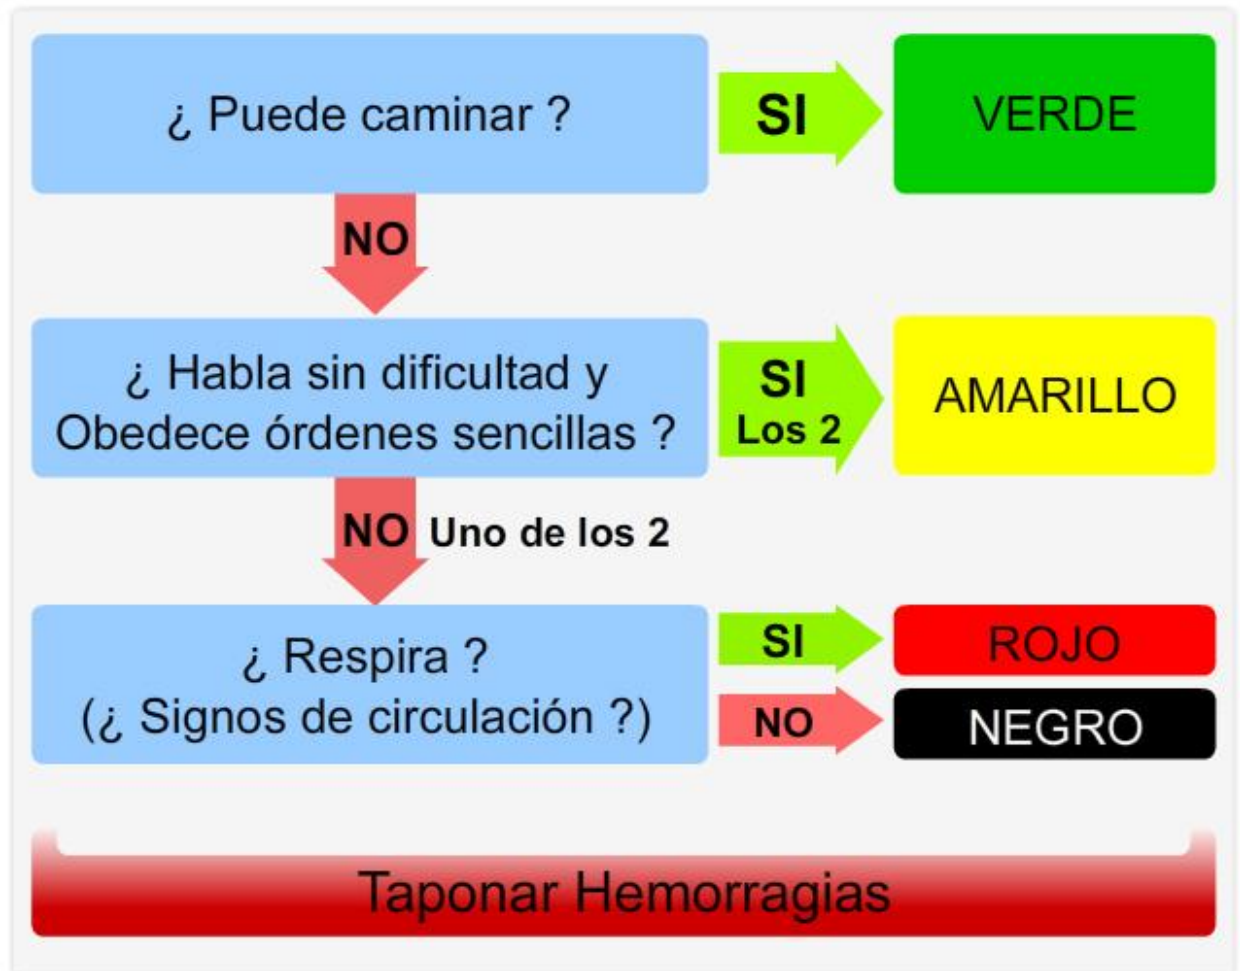 ¿ Puede caminar ?
SI
VERDE
NO
¿ Habla sin dificultad y
Obedece órdenes sencillas ?
SI
Los 2
AMARILLO
NO Uno de los 2
¿ Respira ?
(¿ Signos de circulación ?)
SI
ROJO
NO
NEGRO
Taponar Hemorragias